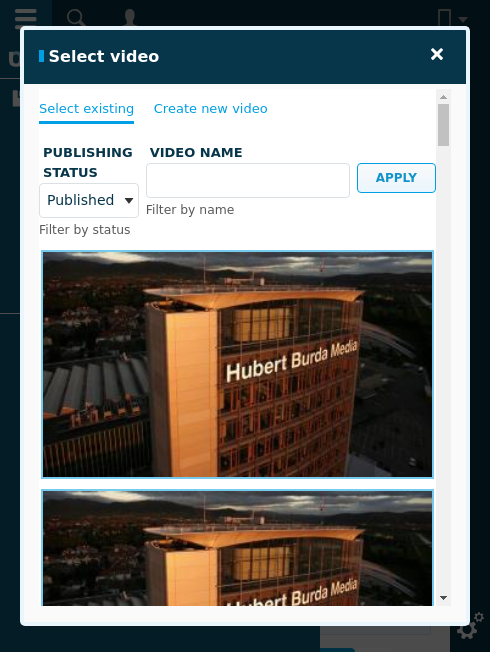 Select video
Select existing
Create new video
PUBLISHING
STATUS
VIDEO NAME
Published
APPLY
Filter by name
Filter by status
Hubert Burda Media
Hubert Burda Media